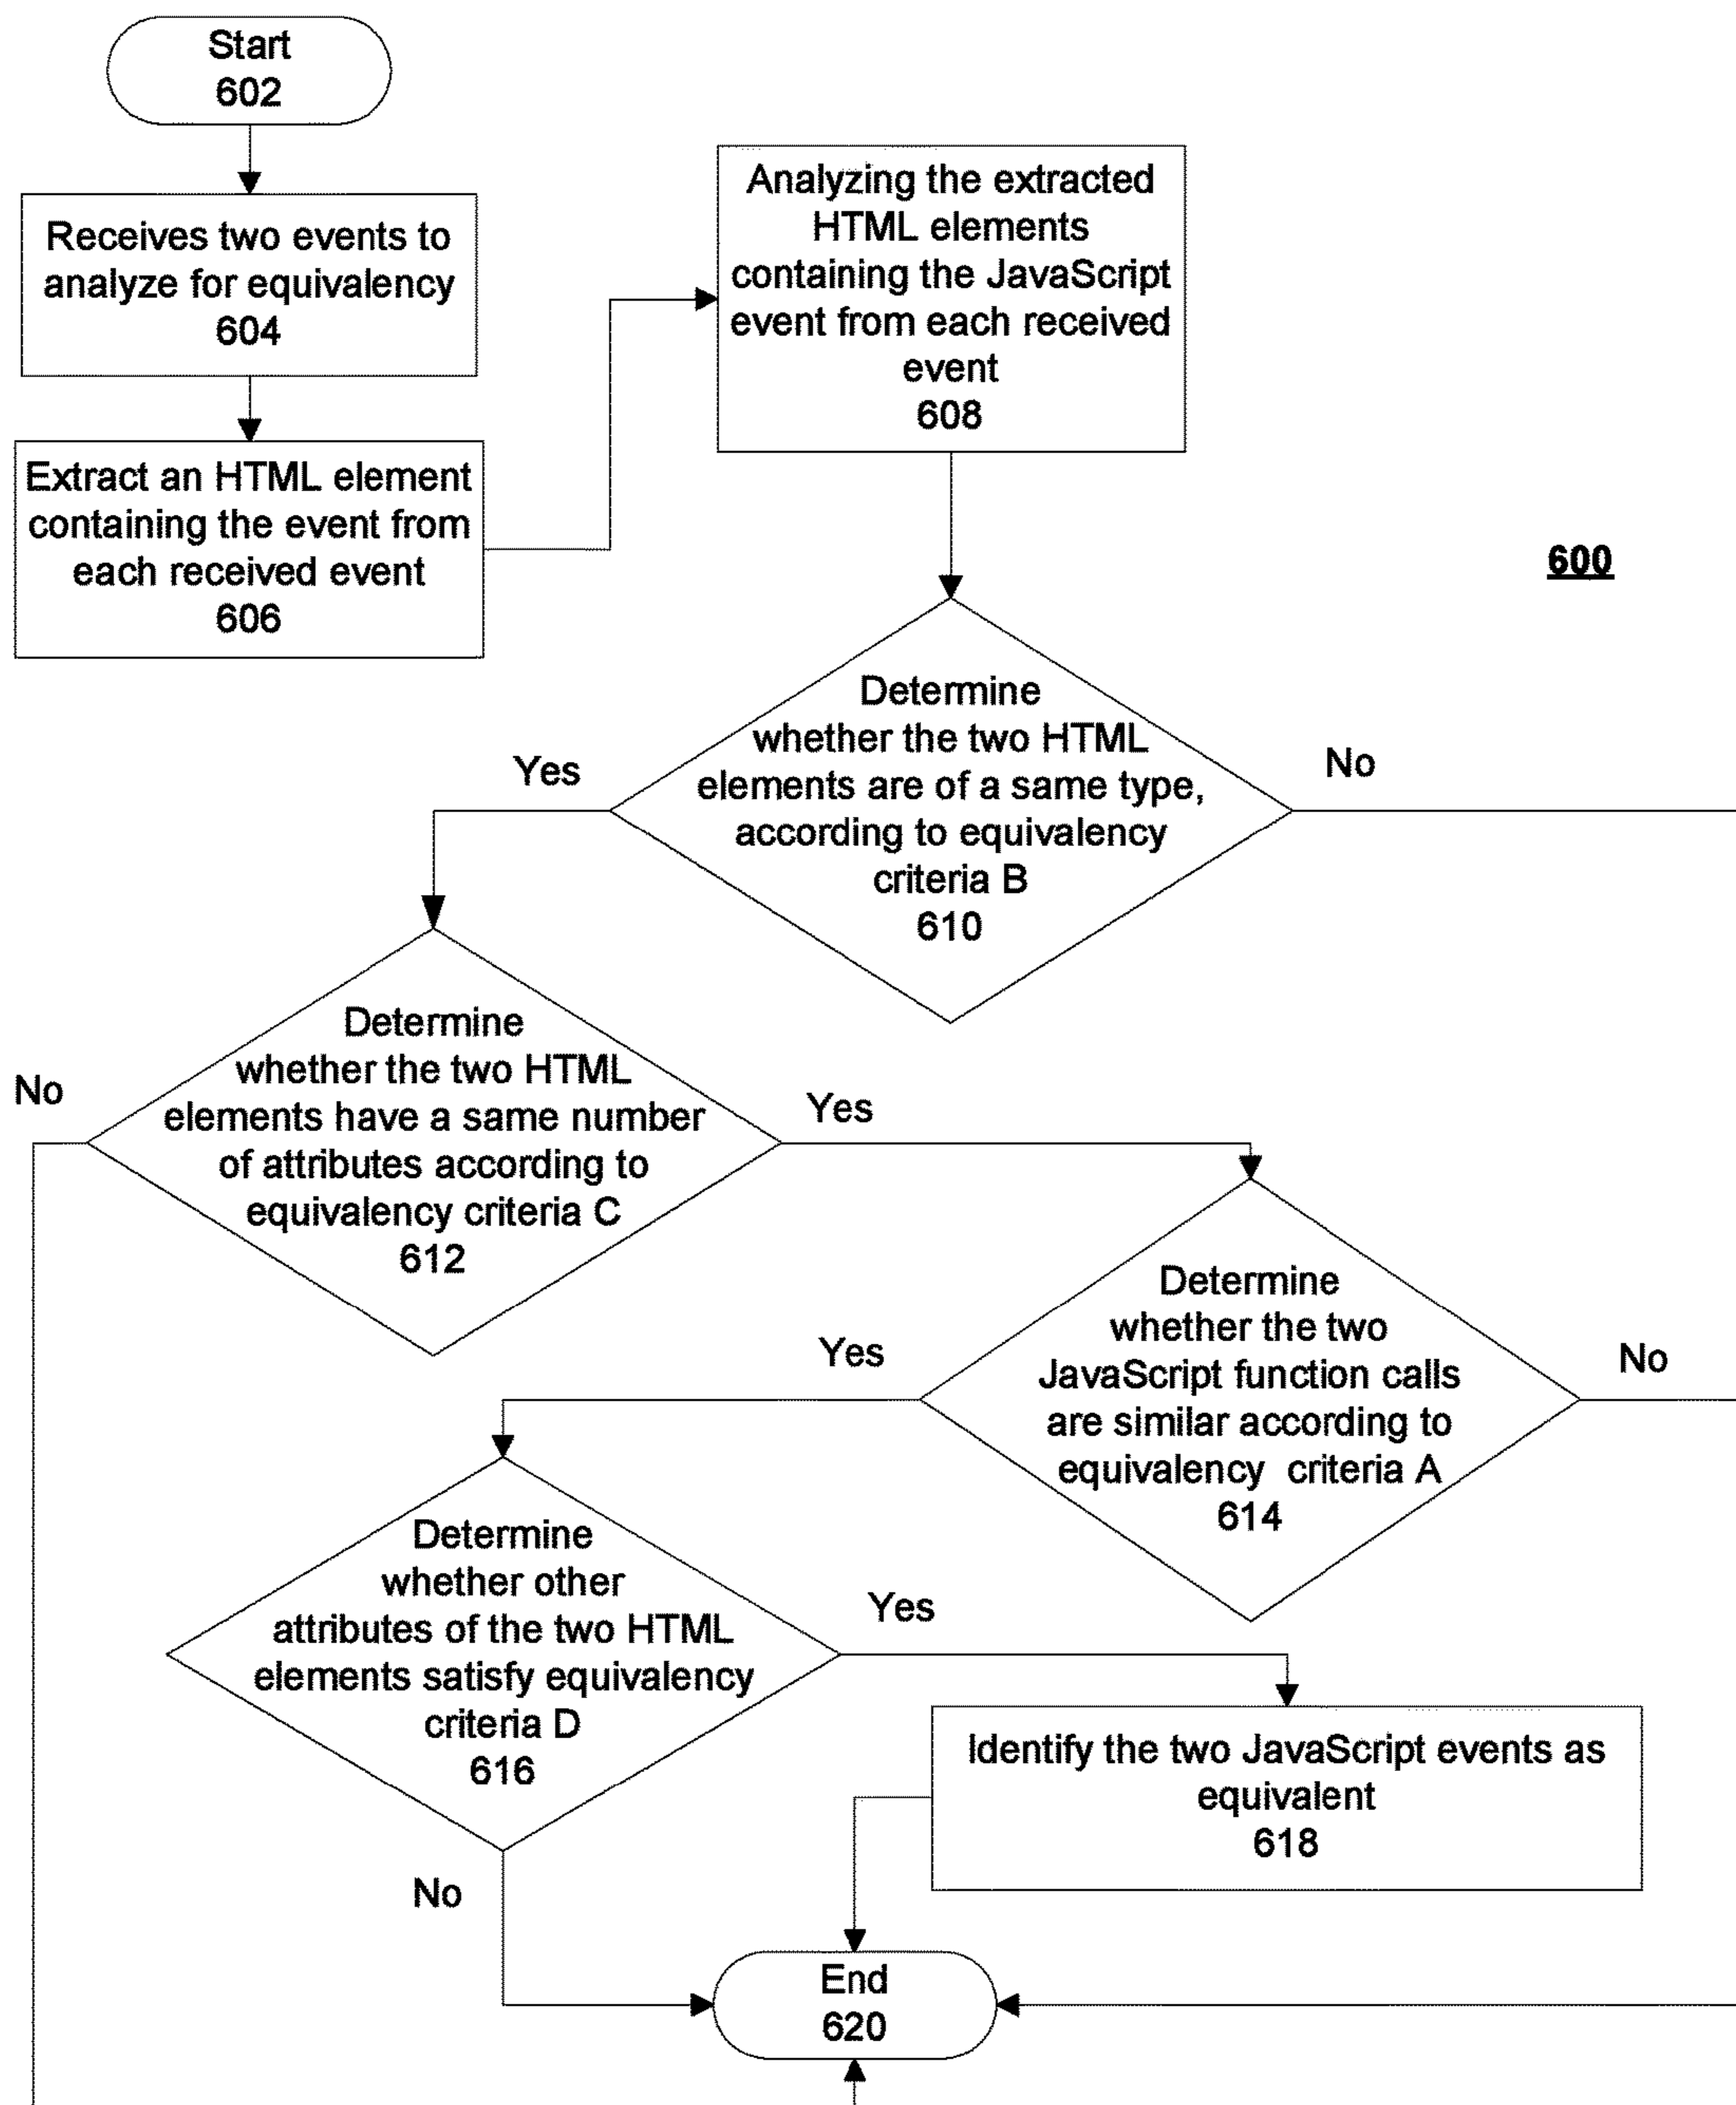 Start
602
Receives two events to
analyze for equivalency
604
Extract an HTML element
containing the event from
each received event
606
Analyzing the extracted
HTML elements
containing the JavaScript
event from each received
event
608
600
Determine
whether the two HTML
elements are of a same type,
according to equivalency
criteria B
610
Yes
No
Determine
whether the two HTML
elements have a same number
of attributes according to
equivalency criteria C
612
No
Yes
Determine
whether the two
JavaScript function calls
are similar according to
equivalency criteria A
614
Yes
No
Determine
whether other
attributes of the two HTML
elements satisfy equivalency
criteria D
616
Yes
No
Identify the two JavaScript events as
equivalent
618
End
620